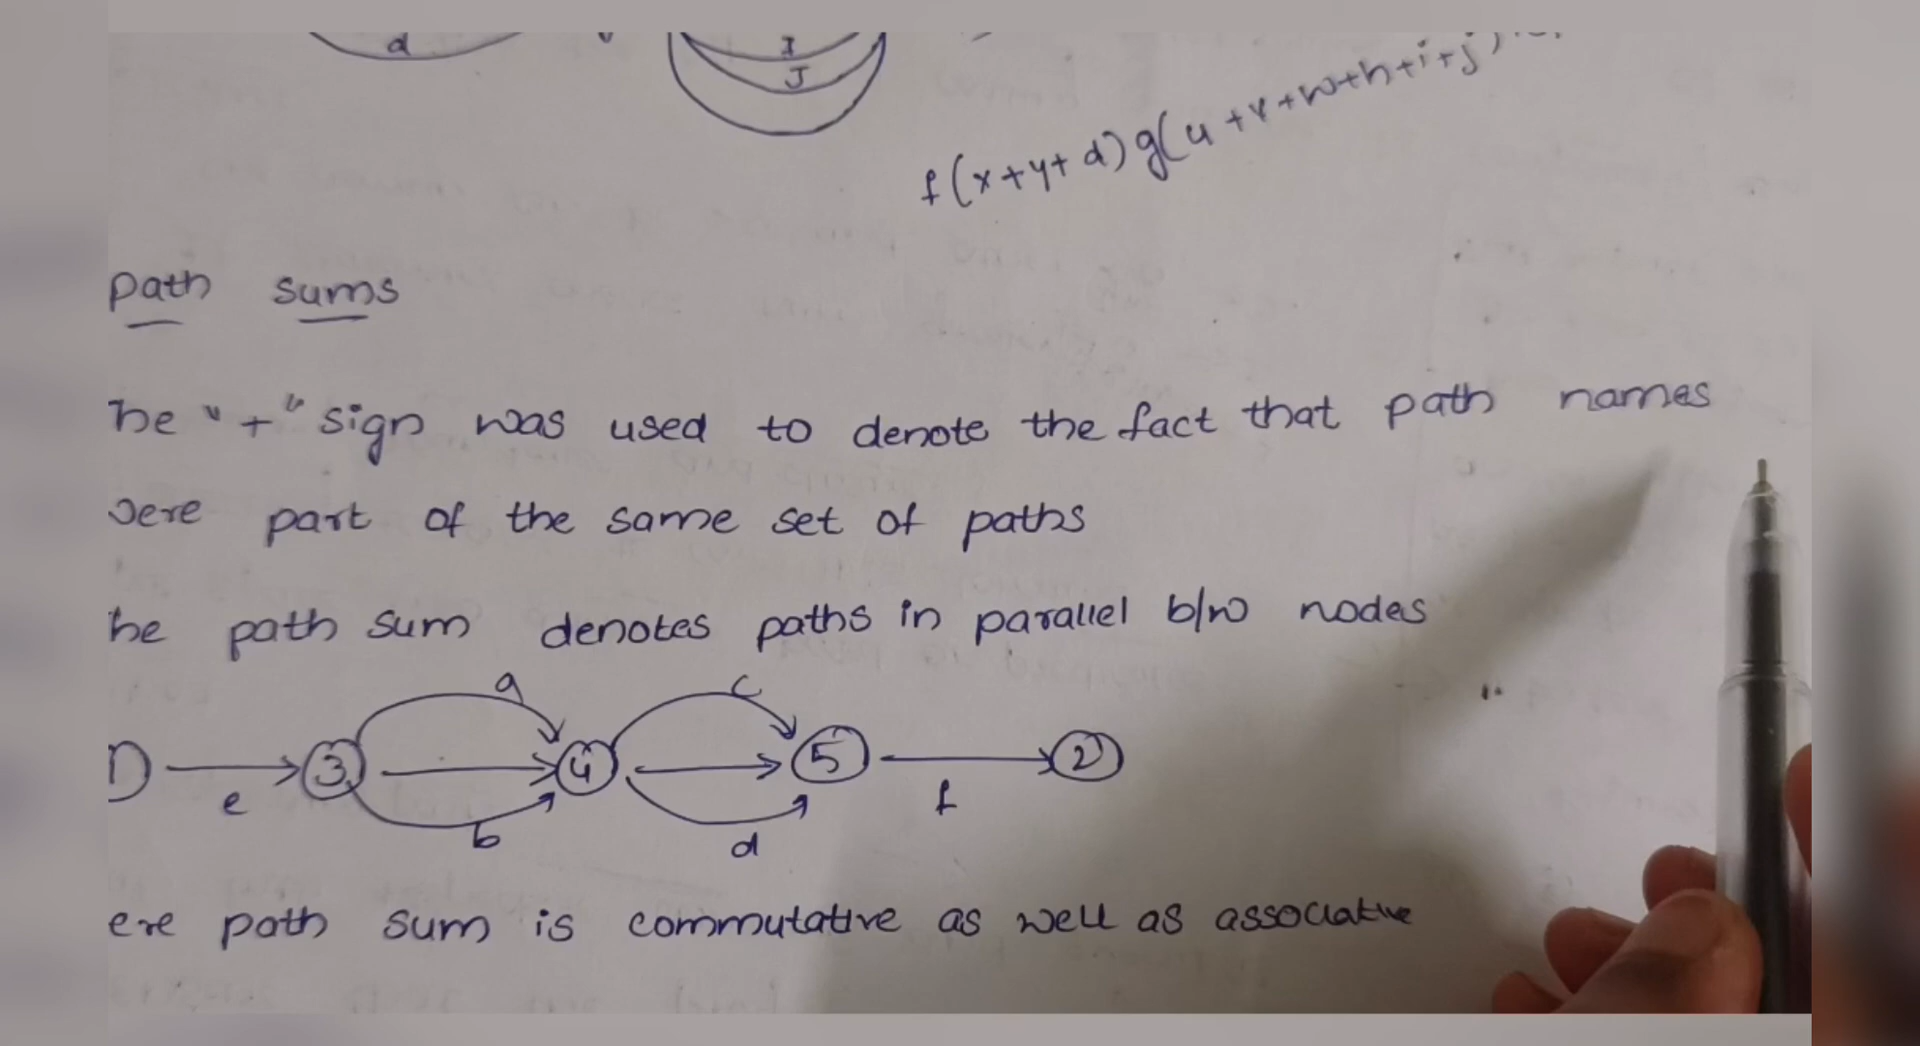 d
I
J
f(x+y+d) g(u+v+w+h+i+j)
path sums
he "+" sign was used to denote the fact that path names
ere part of the same set of paths
he path sum denotes paths in parallel b/w nodes
a c
1 3 4 5 2
e f
b d
ere path sum is commutative as well as associative